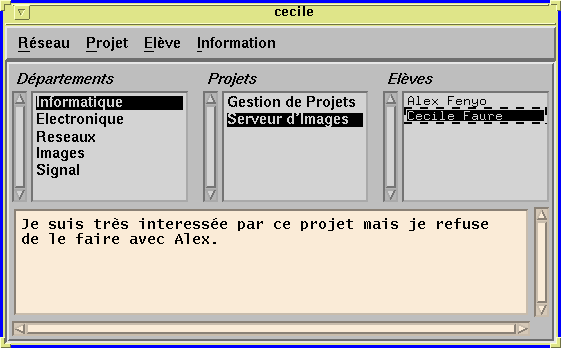 cecile
Réseau Projet Elève Information
Départements Projets Elèves
Informatique
Electronique
Reseaux
Images
Signal
Gestion de Projets
Serveur d'Images
Alex Fenyo
Cecile Faure
Je suis très interessée par ce projet mais je refuse
de le faire avec Alex.